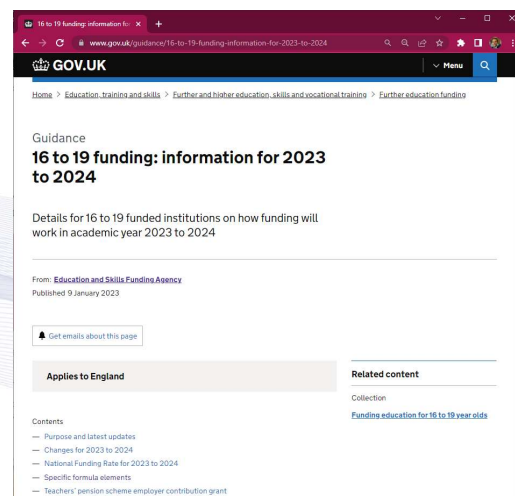 16 to 19 funding: information for
www.gov.uk/guidance/16-to-19-funding-information-for-2023-to-2024
GOV.UK
Menu
Home > Education, training and skills > Further and higher education, skills and vocational training > Further education funding
Guidance
16 to 19 funding: information for 2023
to 2024
Details for 16 to 19 funded institutions on how funding will
work in academic year 2023 to 2024
From: Education and Skills Funding Agency
Published 9 January 2023
Get emails about this page
Applies to England
Related content
Collection
Funding education for 16 to 19 year olds
Contents
— Purpose and latest updates
— Changes for 2023 to 2024
— National Funding Rate for 2023 to 2024
— Specific formula elements
— Teachers' pension scheme employer contribution grant